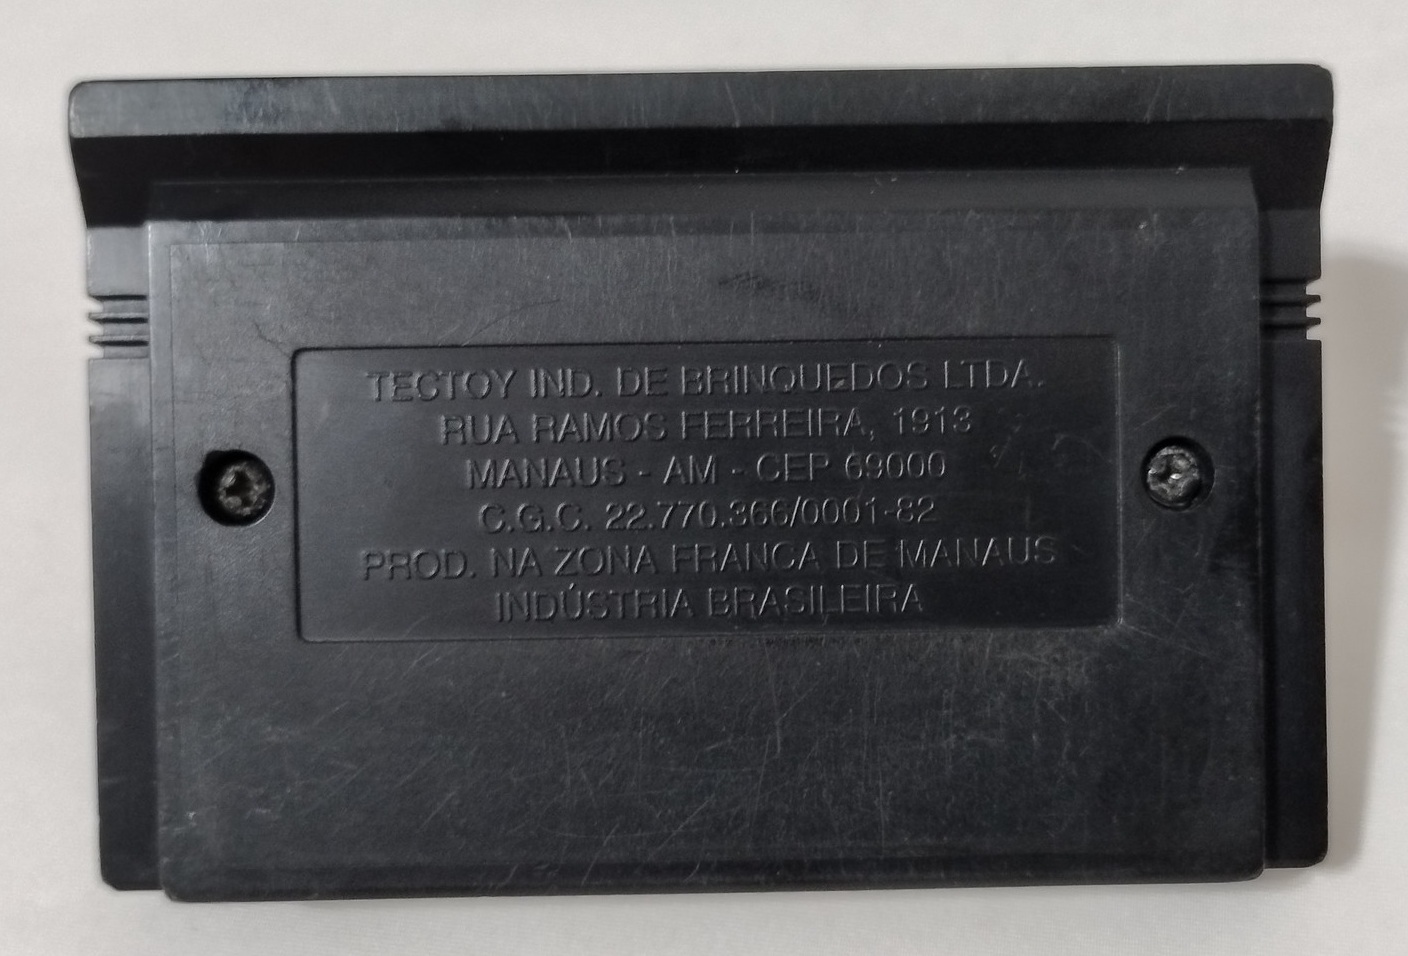 TECTOY IND. DE BRINQUEDOS LTDA.
RUA RAMOS FERREIRA, 1913
MANAUS - AM - CEP 69000
C.G.C. 22.770.366/0001-82
PROD. NA ZONA FRANCA DE MANAUS
INDÚSTRIA BRASILEIRA